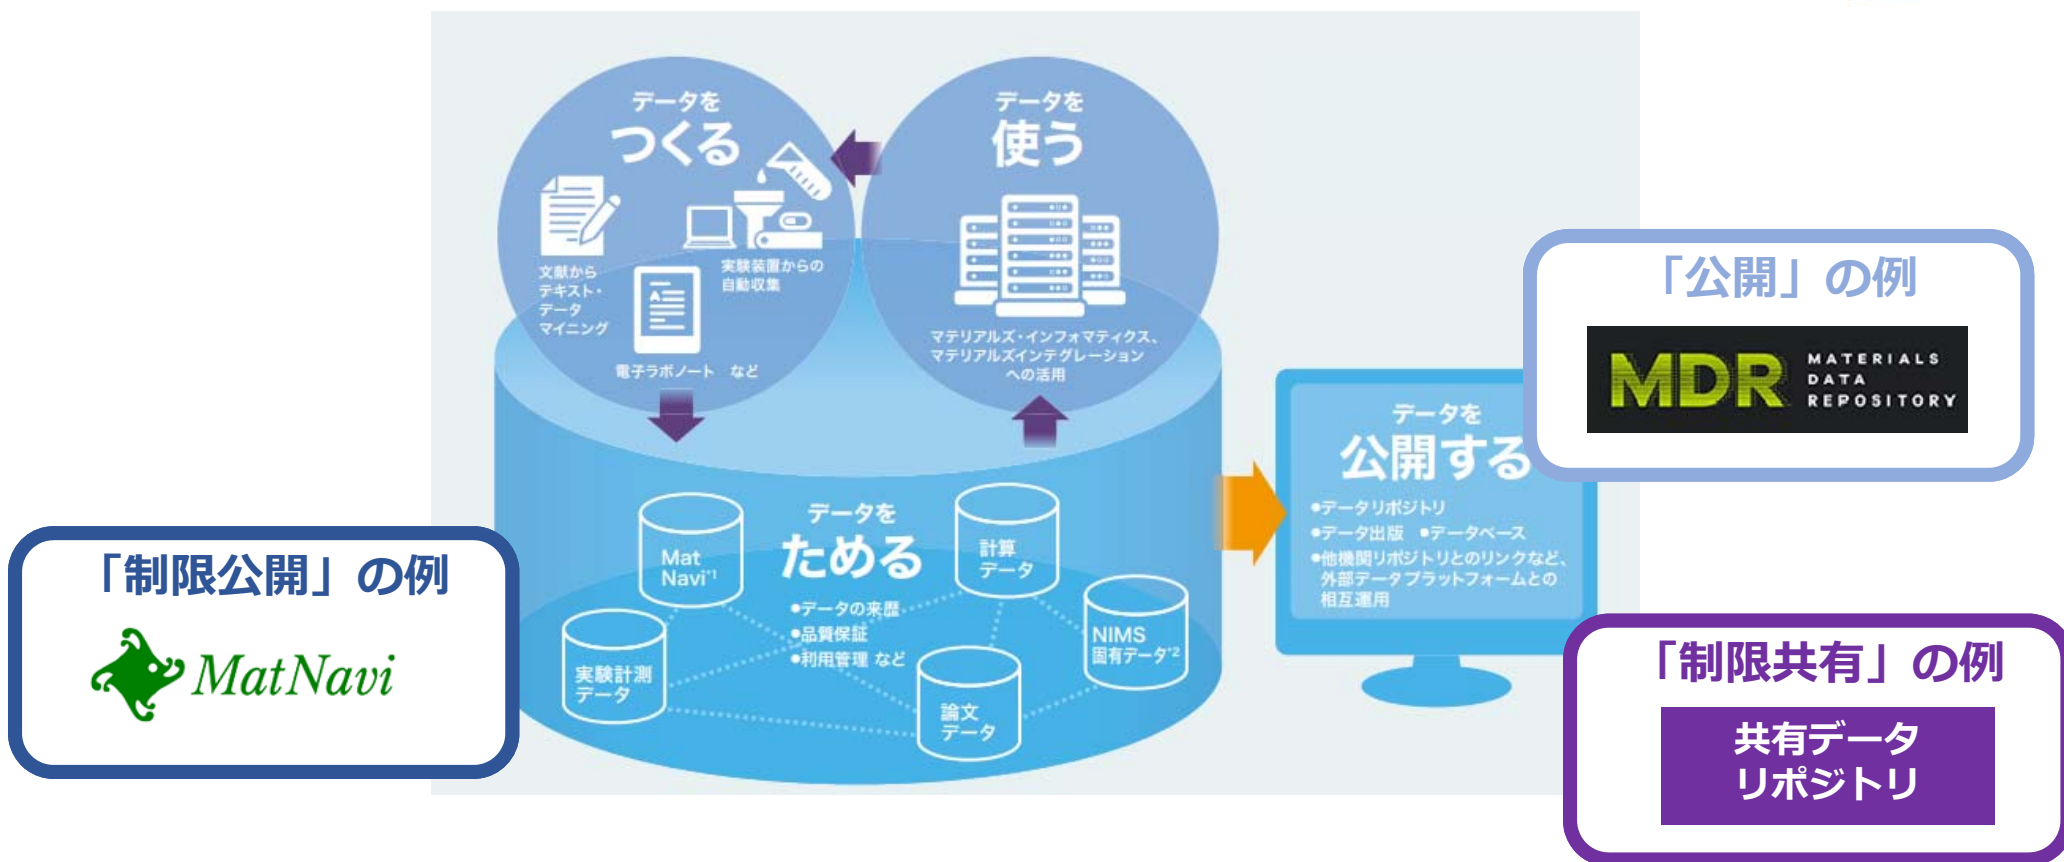 データを
つくる
文献から
テキスト・
データ
マイニング
実験装置からの
自動収集
電子ラボノート など
データを
使う
マテリアルズ・インフォマティクス、
マテリアルズインテグレーション
への活用
データを
ためる
●データの来歴
●品質保証
●利用管理 など
Mat
Navi*1
計算
データ
実験計測
データ
論文
データ
NIMS
固有データ*2
データを
公開する
●データリポジトリ
●データ出版 ●データベース
●他機関リポジトリとのリンクなど、
外部データプラットフォームとの
相互運用
「公開」の例
MDR
MATERIALS
DATA
REPOSITORY
「制限公開」の例
MatNavi
「制限共有」の例
共有データ
リポジトリ